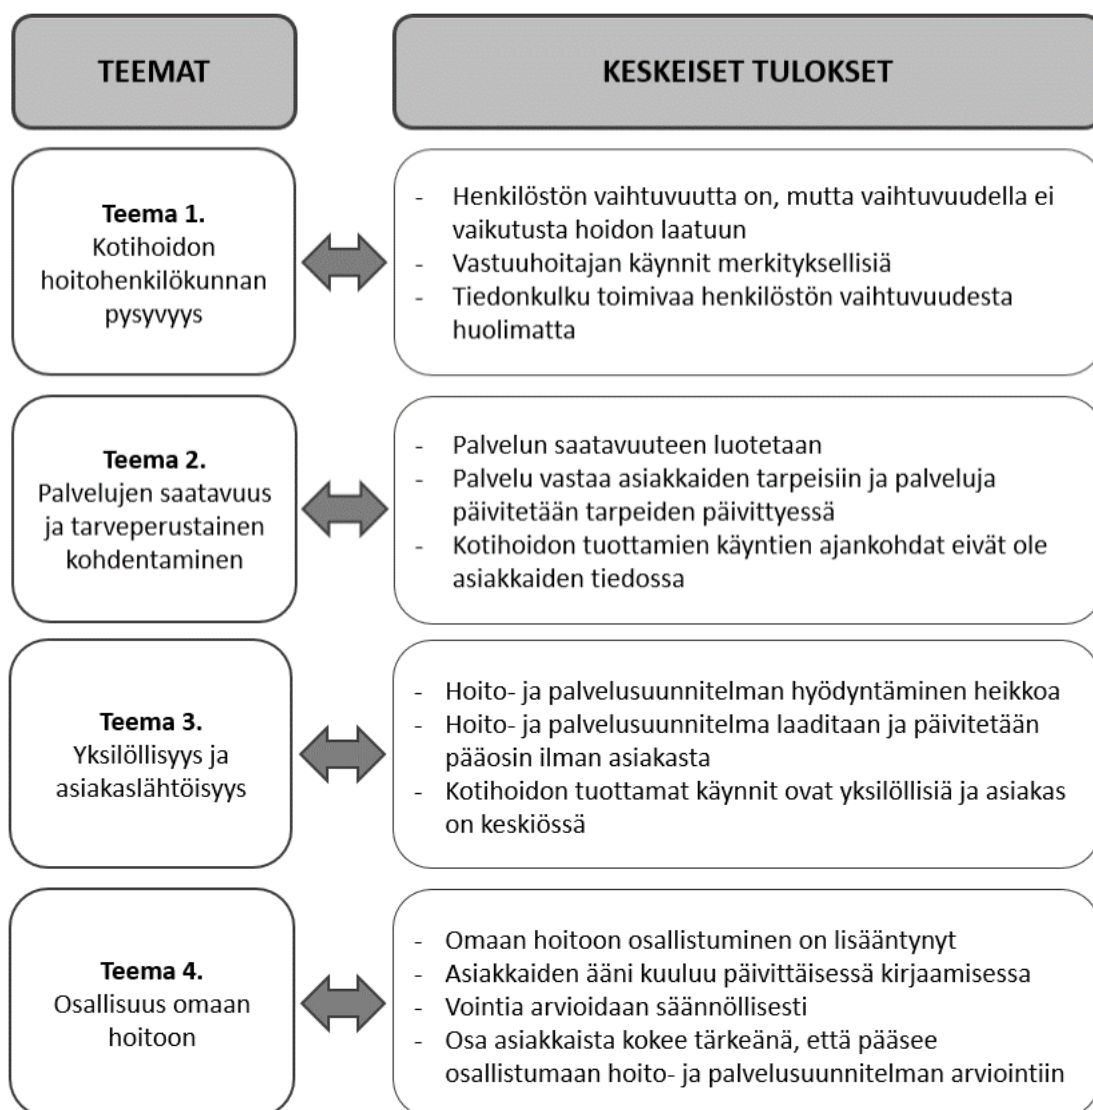 TEEMAT
KESKEISET TULOKSET
Teema 1.
Kotihoidon
hoitohenkilökunnan
pysyvyys
- Henkilöstön vaihtuvuutta on, mutta vaihtuvuudella ei
vaikutusta hoidon laatuun
- Vastuuhoitajan käynnit merkityksellisiä
- Tiedonkulku toimivaa henkilöstön vaihtuvuudesta
huolimatta
Teema 2.
Palvelujen saatavuus
ja tarveperustainen
kohdentaminen
- Palvelun saatavuuteen luotetaan
- Palvelu vastaa asiakkaiden tarpeisiin ja palveluja
päivitetään tarpeiden päivittyessä
- Kotihoidon tuottamien käyntien ajankohdat eivät ole
asiakkaiden tiedossa
Teema 3.
Yksilöllisyys ja
asiakaslähtöisyys
- Hoito- ja palvelusuunnitelman hyödyntäminen heikkoa
- Hoito- ja palvelusuunnitelma laaditaan ja päivitetään
pääosin ilman asiakasta
- Kotihoidon tuottamat käynnit ovat yksilöllisiä ja asiakas
on keskiössä
Teema 4.
Osallisuus omaan
hoitoon
- Omaan hoitoon osallistuminen on lisääntynyt
- Asiakkaiden ääni kuuluu päivittäisessä kirjaamisessa
- Vointia arvioidaan säännöllisesti
- Osa asiakkaista kokee tärkeänä, että pääsee
osallistumaan hoito- ja palvelusuunnitelman arviointiin